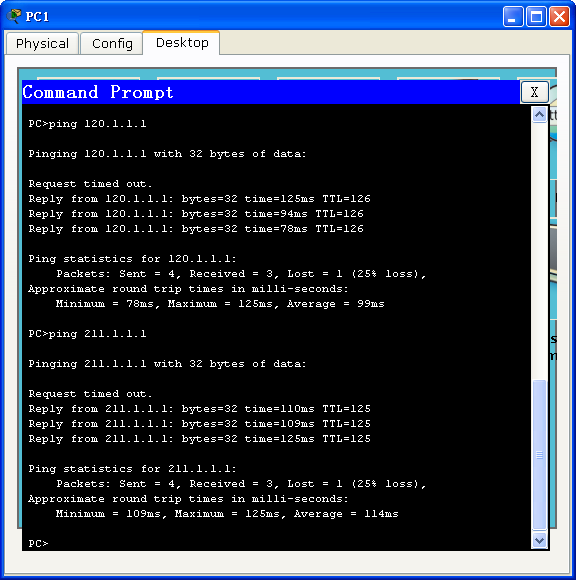 PC1
Physical Config Desktop
Command Prompt X
PC>ping 120.1.1.1
Pinging 120.1.1.1 with 32 bytes of data:
Request timed out.
Reply from 120.1.1.1: bytes=32 time=125ms TTL=126
Reply from 120.1.1.1: bytes=32 time=94ms TTL=126
Reply from 120.1.1.1: bytes=32 time=78ms TTL=126
Ping statistics for 120.1.1.1:
Packets: Sent = 4, Received = 3, Lost = 1 (25% loss),
Approximate round trip times in milli-seconds:
Minimum = 78ms, Maximum = 125ms, Average = 99ms
PC>ping 211.1.1.1
Pinging 211.1.1.1 with 32 bytes of data:
Request timed out.
Reply from 211.1.1.1: bytes=32 time=110ms TTL=125
Reply from 211.1.1.1: bytes=32 time=109ms TTL=125
Reply from 211.1.1.1: bytes=32 time=125ms TTL=125
Ping statistics for 211.1.1.1:
Packets: Sent = 4, Received = 3, Lost = 1 (25% loss),
Approximate round trip times in milli-seconds:
Minimum = 109ms, Maximum = 125ms, Average = 114ms
PC>